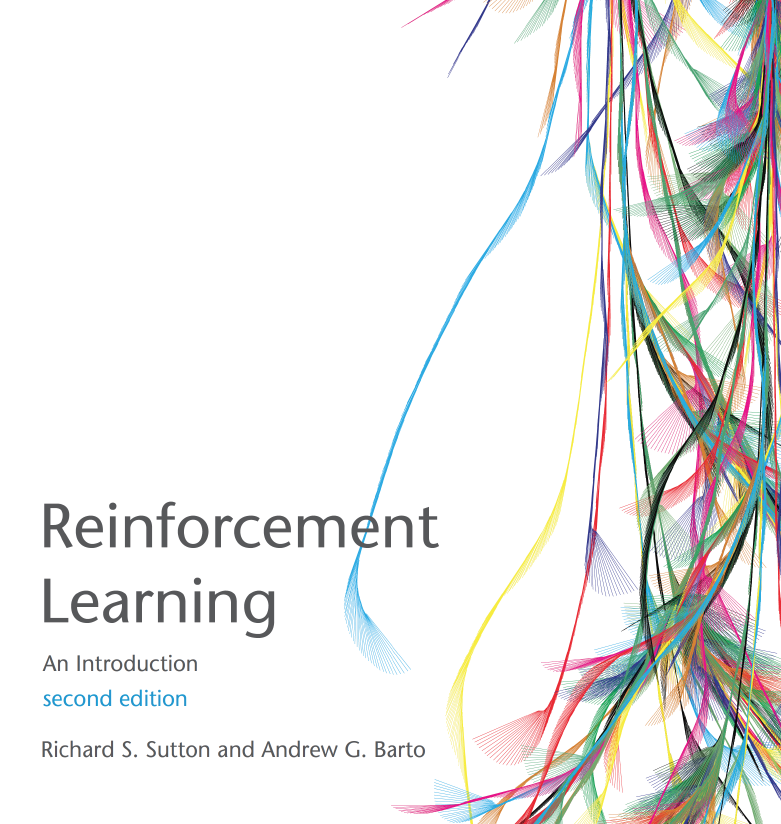 Reinforcement
Learning
An Introduction
second edition
Richard S. Sutton and Andrew G. Barto